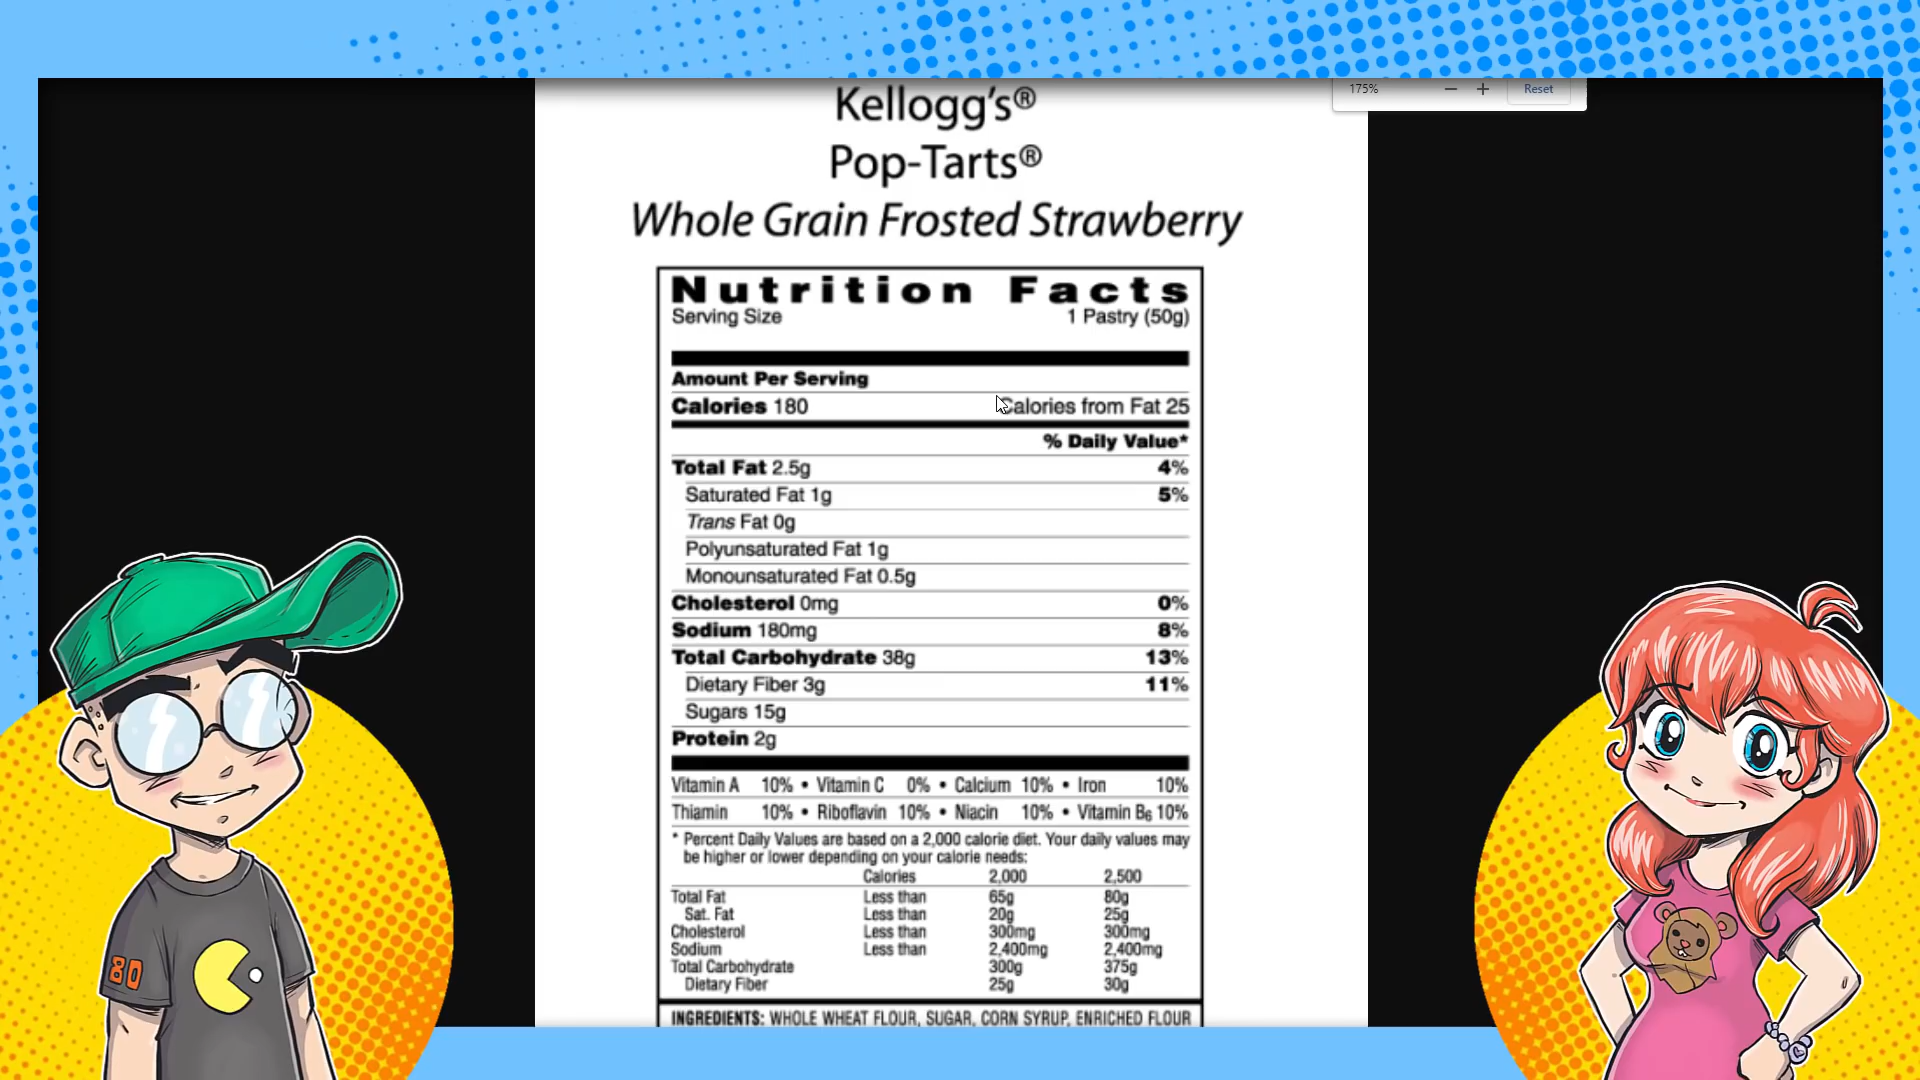 175% — + Reset
Kellogg's®
Pop-Tarts®
Whole Grain Frosted Strawberry
Nutrition Facts
Serving Size 1 Pastry (50g)
Amount Per Serving
Calories 180 Calories from Fat 25
% Daily Value*
Total Fat 2.5g 4%
Saturated Fat 1g 5%
Trans Fat 0g
Polyunsaturated Fat 1g
Monounsaturated Fat 0.5g
Cholesterol 0mg 0%
Sodium 180mg 8%
Total Carbohydrate 38g 13%
Dietary Fiber 3g 11%
Sugars 15g
Protein 2g
Vitamin A 10% • Vitamin C 0% • Calcium 10% • Iron 10%
Thiamin 10% • Riboflavin 10% • Niacin 10% • Vitamin B6 10%
* Percent Daily Values are based on a 2,000 calorie diet. Your daily values may
be higher or lower depending on your calorie needs:
Calories 2,000 2,500
Total Fat Less than 65g 80g
Sat. Fat Less than 20g 25g
Cholesterol Less than 300mg 300mg
Sodium Less than 2,400mg 2,400mg
Total Carbohydrate 300g 375g
Dietary Fiber 25g 30g
INGREDIENTS: WHOLE WHEAT FLOUR, SUGAR, CORN SYRUP, ENRICHED FLOUR
80